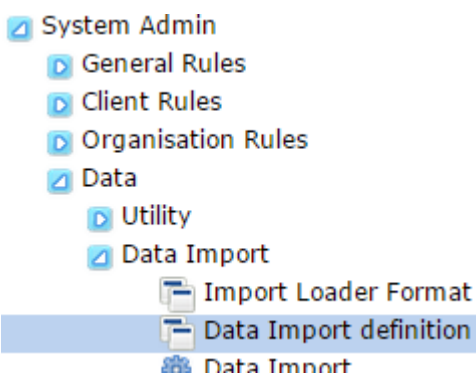 System Admin
General Rules
Client Rules
Organisation Rules
Data
Utility
Data Import
Import Loader Format
Data Import definition
Data Import